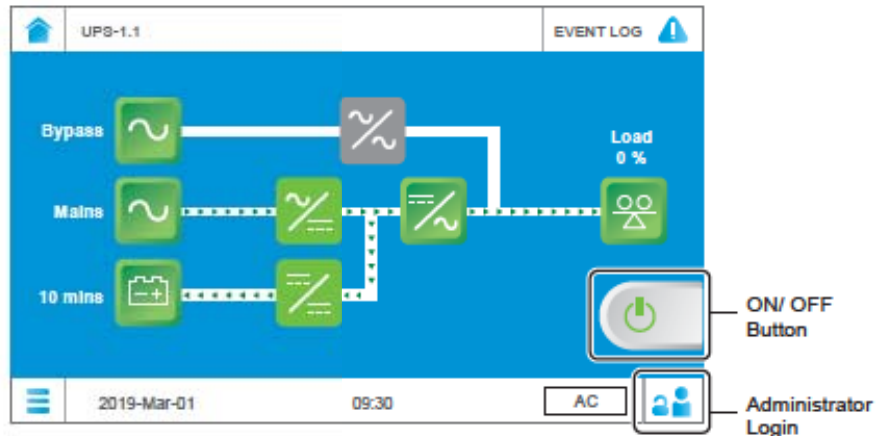 UPS-1.1
EVENT LOG
Bypass
Load
0 %
Mains
10 mins
ON/ OFF
Button
2019-Mar-01
09:30
AC
Administrator
Login